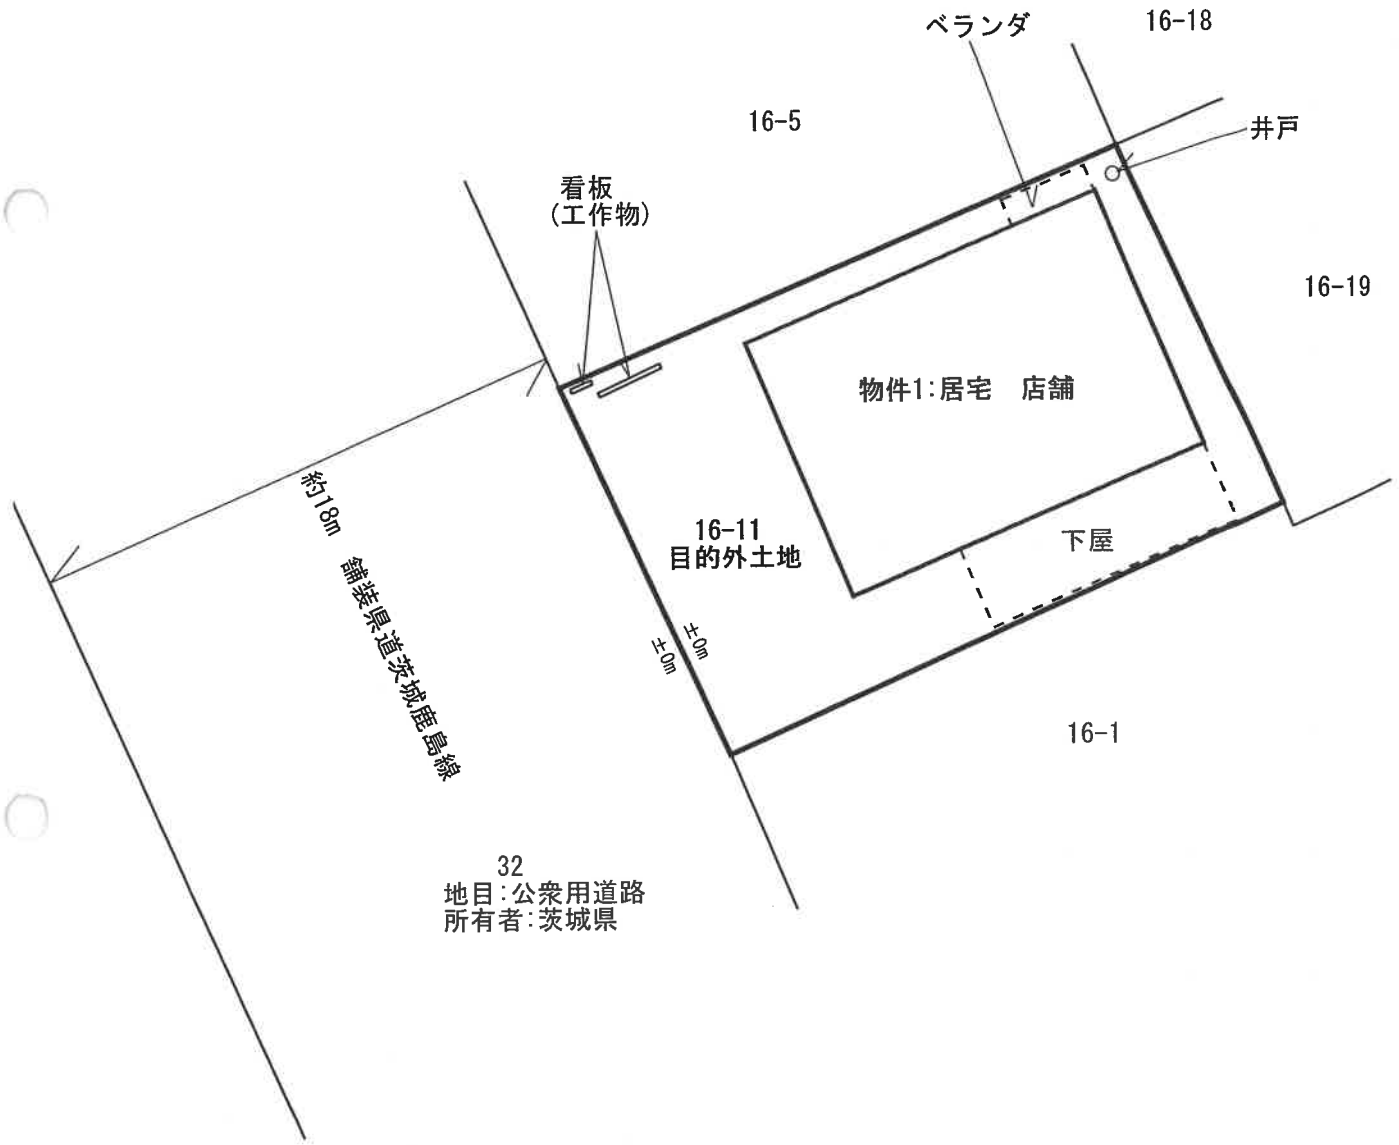 ベランダ
16-18
16-5
井戸
看板
(工作物)
16-19
物件1:居宅　店舗
約18m　舗装県道茨城鹿島線
16-11
目的外土地
下屋
±0m
±0m
16-1
32
地目:公衆用道路
所有者:茨城県